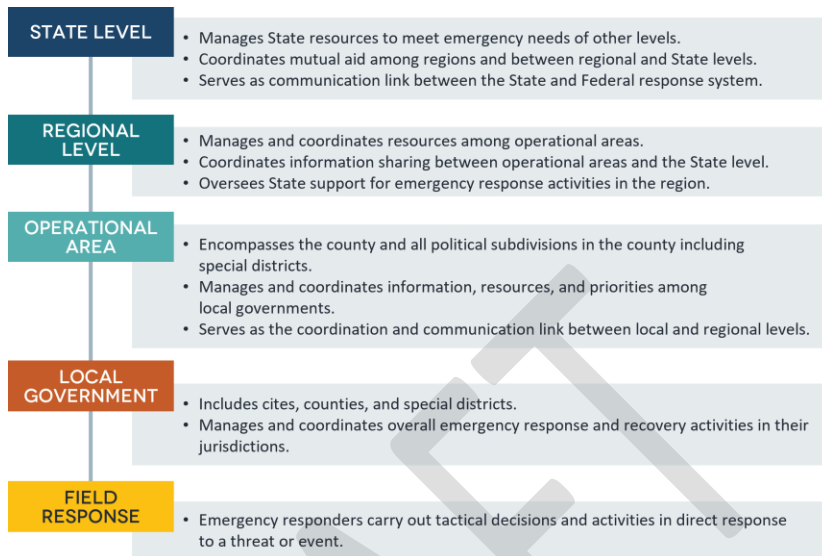 STATE LEVEL
• Manages State resources to meet emergency needs of other levels.
• Coordinates mutual aid among regions and between regional and State levels.
• Serves as communication link between the State and Federal response system.
REGIONAL
LEVEL
• Manages and coordinates resources among operational areas.
• Coordinates information sharing between operational areas and the State level.
• Oversees State support for emergency response activities in the region.
OPERATIONAL
AREA
• Encompasses the county and all political subdivisions in the county including
special districts.
• Manages and coordinates information, resources, and priorities among
local governments.
• Serves as the coordination and communication link between local and regional levels.
LOCAL
GOVERNMENT
• Includes cites, counties, and special districts.
• Manages and coordinates overall emergency response and recovery activities in their
jurisdictions.
FIELD
RESPONSE
• Emergency responders carry out tactical decisions and activities in direct response
to a threat or event.